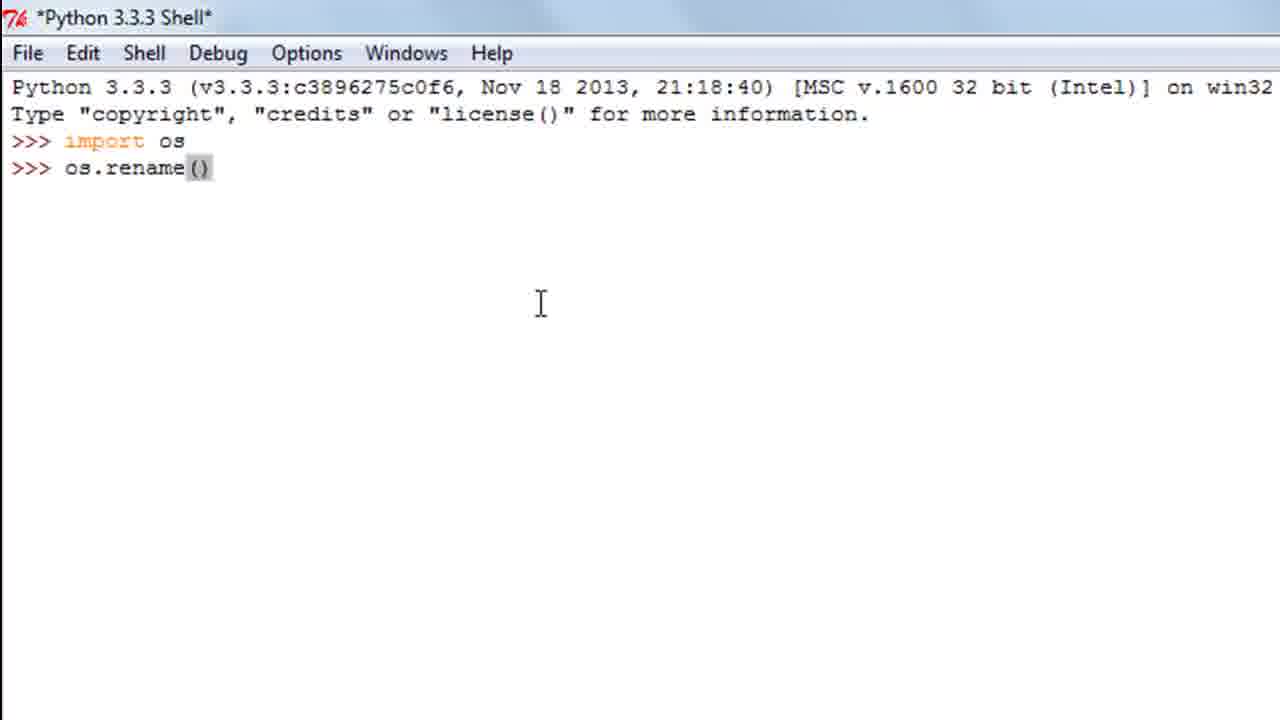 *Python 3.3.3 Shell*
File Edit Shell Debug Options Windows Help
Python 3.3.3 (v3.3.3:c3896275c0f6, Nov 18 2013, 21:18:40) [MSC v.1600 32 bit (Intel)] on win32
Type "copyright", "credits" or "license()" for more information.
>>> import os
>>> os.rename()